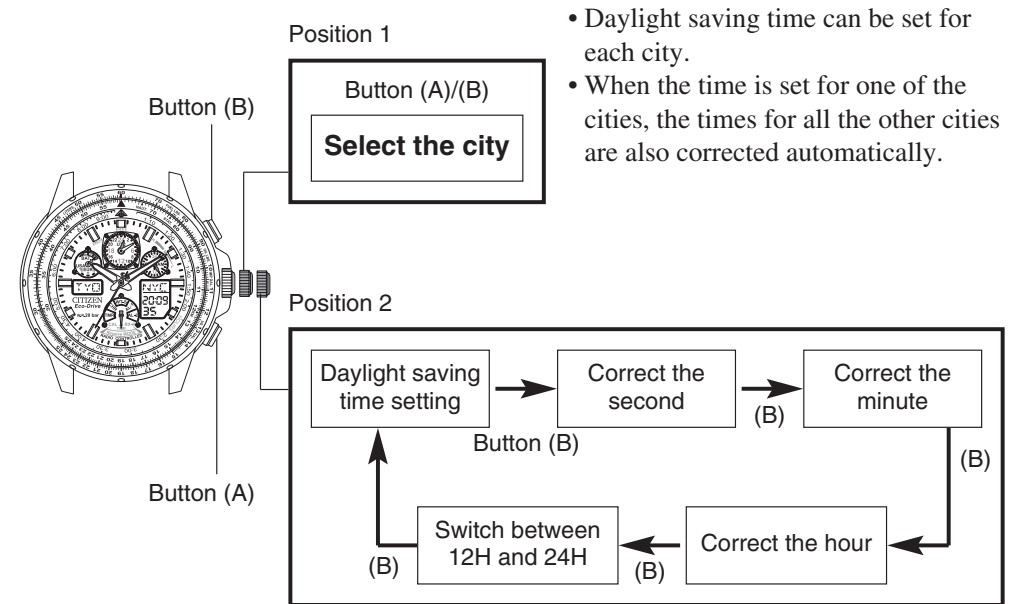 Position 1
Button (A)/(B)
Select the city
• Daylight saving time can be set for
each city.
• When the time is set for one of the
cities, the times for all the other cities
are also corrected automatically.
Button (B)
TYO
NYC
CITIZEN
Eco-Drive
20:09
35
Button (A)
Position 2
Daylight saving
time setting
Button (B)
Correct the
second
(B)
Correct the
minute
(B)
Correct the hour
(B)
Switch between
12H and 24H
(B)